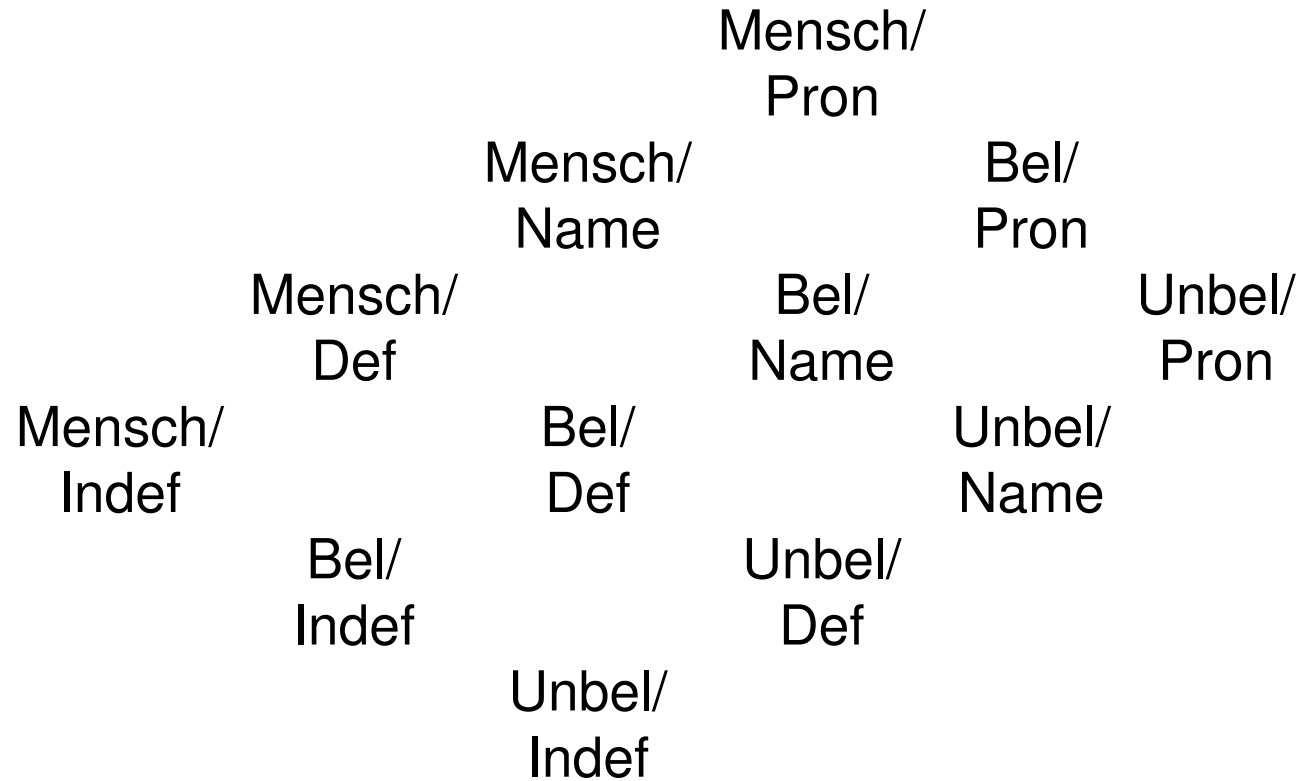 Mensch/
Pron
Mensch/ Bel/
Name Pron
Mensch/ Bel/ Unbel/
Def Name Pron
Mensch/ Bel/ Unbel/
Indef Def Name
Bel/ Unbel/
Indef Def
Unbel/
Indef